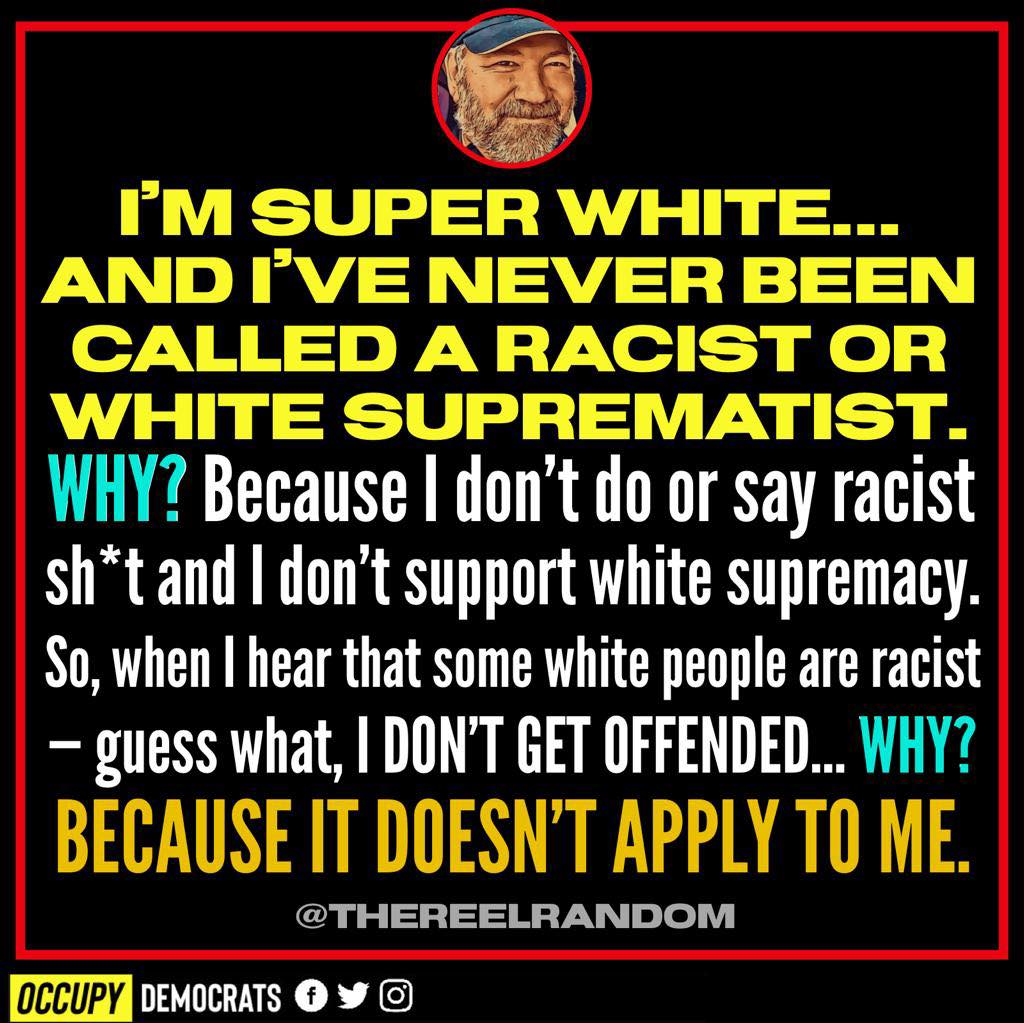 I'M SUPER WHITE...
AND I'VE NEVER BEEN
CALLED A RACIST OR
WHITE SUPREMATIST.
WHY? Because I don't do or say racist
sh*t and I don't support white supremacy.
So, when I hear that some white people are racist
– guess what, I DON'T GET OFFENDED... WHY?
BECAUSE IT DOESN'T APPLY TO ME.
@THEREELRANDOM
OCCUPY DEMOCRATS